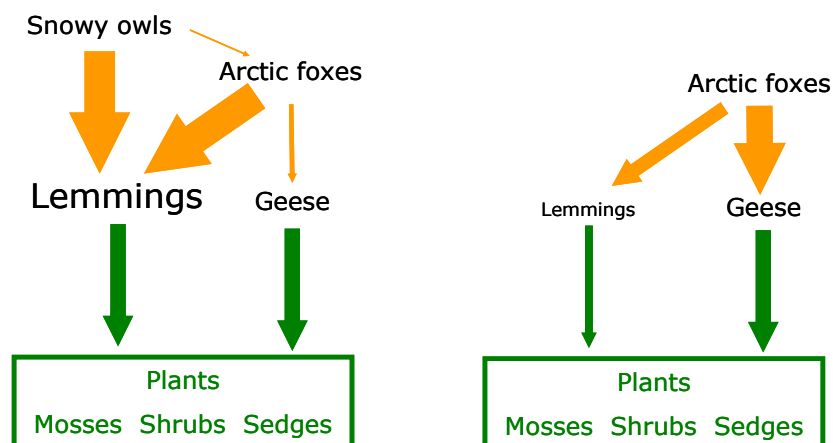 Snowy owls
Arctic foxes
Lemmings
Geese
Plants
Mosses Shrubs Sedges
Arctic foxes
Lemmings
Geese
Plants
Mosses Shrubs Sedges